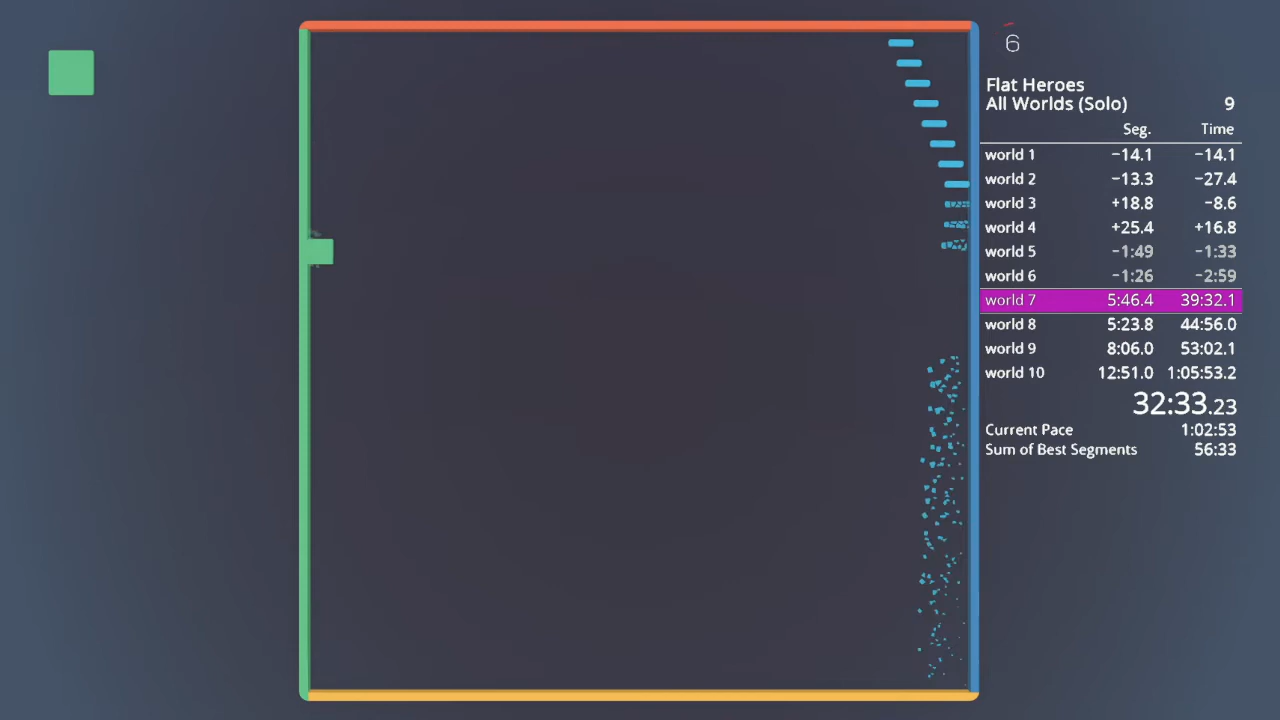 6
Flat Heroes
All Worlds (Solo) 9
Seg. Time
world 1 −14.1 −14.1
world 2 −13.3 −27.4
world 3 +18.8 −8.6
world 4 +25.4 +16.8
world 5 −1:49 −1:33
world 6 −1:26 −2:59
world 7 5:46.4 39:32.1
world 8 5:23.8 44:56.0
world 9 8:06.0 53:02.1
world 10 12:51.0 1:05:53.2
32:33.23
Current Pace 1:02:53
Sum of Best Segments 56:33